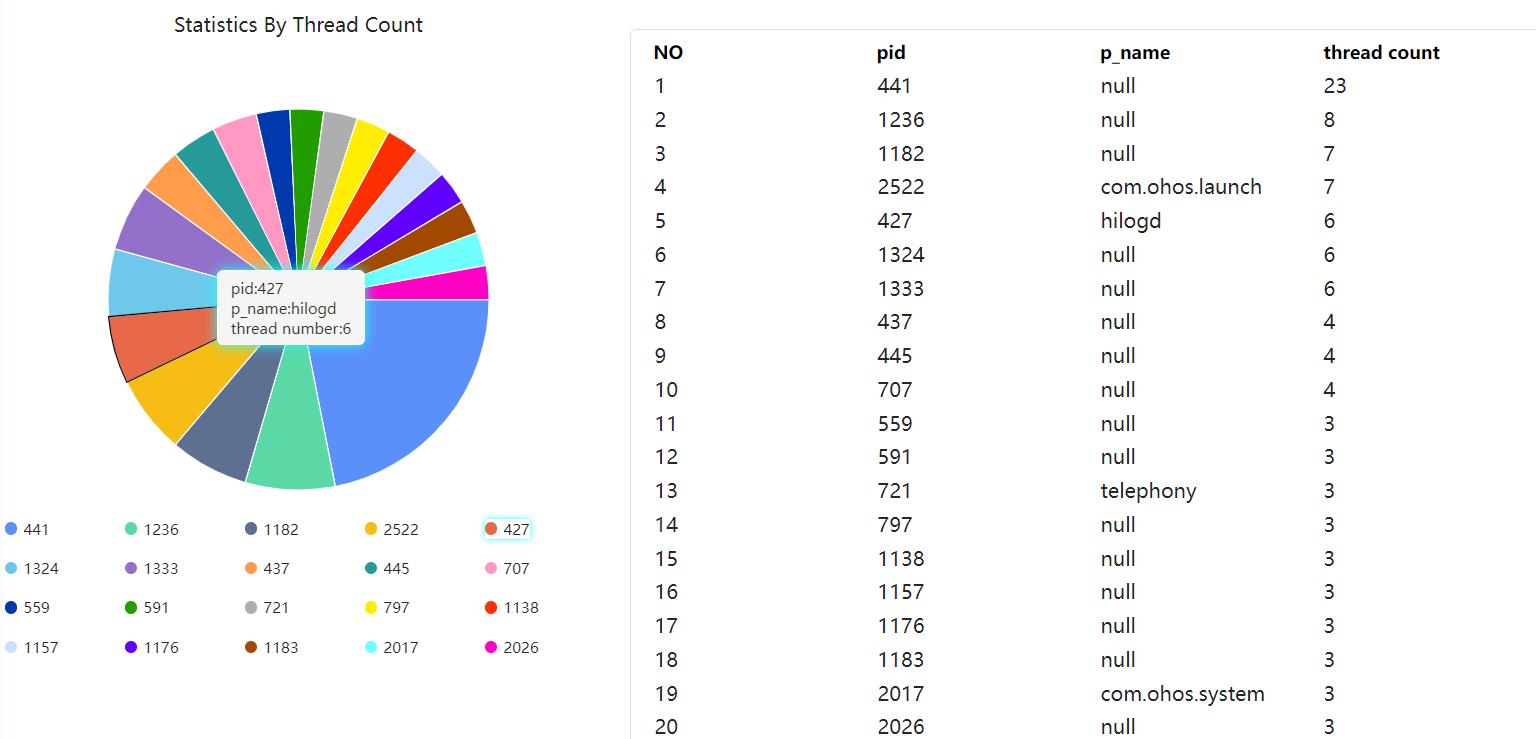 Statistics By Thread Count
pid:427
p_name:hilogd
thread number:6
441 1236 1182 2522 427
1324 1333 437 445 707
559 591 721 797 1138
1157 1176 1183 2017 2026
NO pid p_name thread count
1 441 null 23
2 1236 null 8
3 1182 null 7
4 2522 com.ohos.launch 7
5 427 hilogd 6
6 1324 null 6
7 1333 null 6
8 437 null 4
9 445 null 4
10 707 null 4
11 559 null 3
12 591 null 3
13 721 telephony 3
14 797 null 3
15 1138 null 3
16 1157 null 3
17 1176 null 3
18 1183 null 3
19 2017 com.ohos.system 3
20 2026 null 3